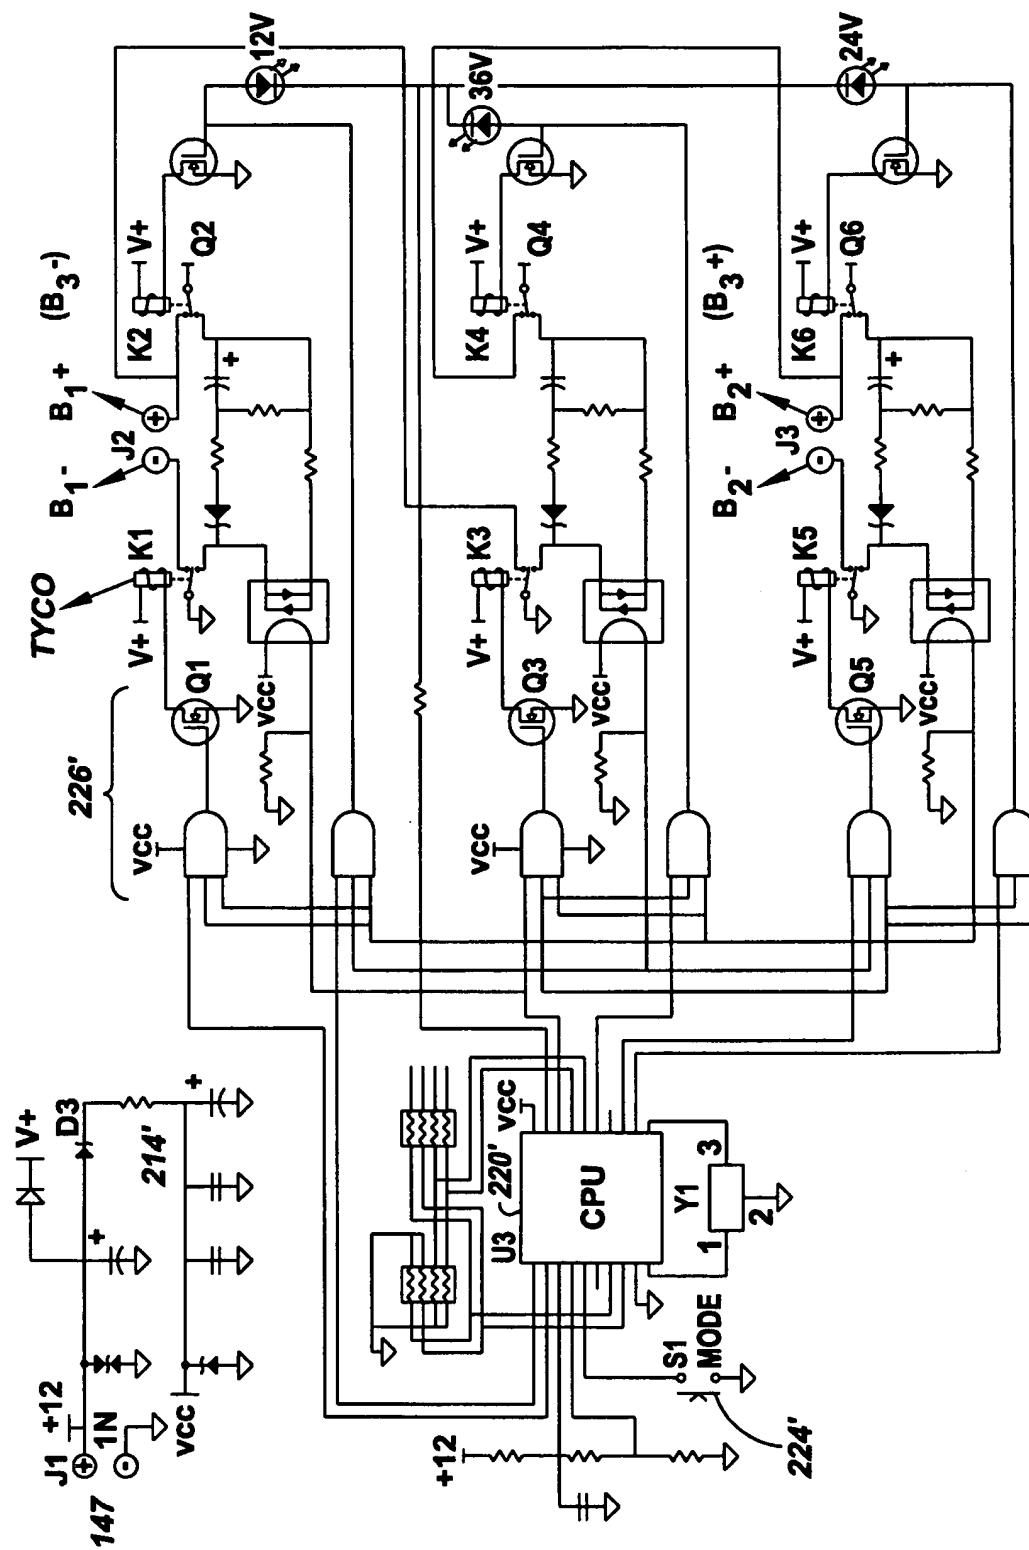 147
J1
+12
1N
VCC
V+
D3
214'
+12
224'
S1
MODE
U3
220'
VCC
CPU
Y1
1
2
3
TYCO
226'
VCC
Q1
V+
K1
VCC
B1-
J2
B1+
(B3-)
K2
V+
Q2
12V
VCC
Q3
V+
K3
VCC
K4
V+
Q4
36V
Q5
V+
K5
VCC
B2-
J3
B2+
(B3+)
K6
V+
Q6
24V